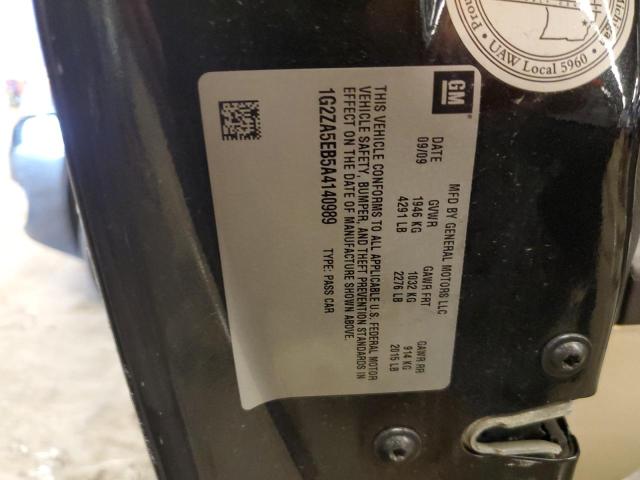 GM
MFD BY GENERAL MOTORS LLC
DATE GVWR GAWR FRT GAWR RR
09/09 1946 KG 1032 KG 914 KG
4291 LB 2276 LB 2015 LB
THIS VEHICLE CONFORMS TO ALL APPLICABLE U.S. FEDERAL MOTOR
VEHICLE SAFETY, BUMPER, AND THEFT PREVENTION STANDARDS IN
EFFECT ON THE DATE OF MANUFACTURE SHOWN ABOVE.
1G2ZA5EB5A4140989 TYPE: PASS CAR
UAW Local 5960